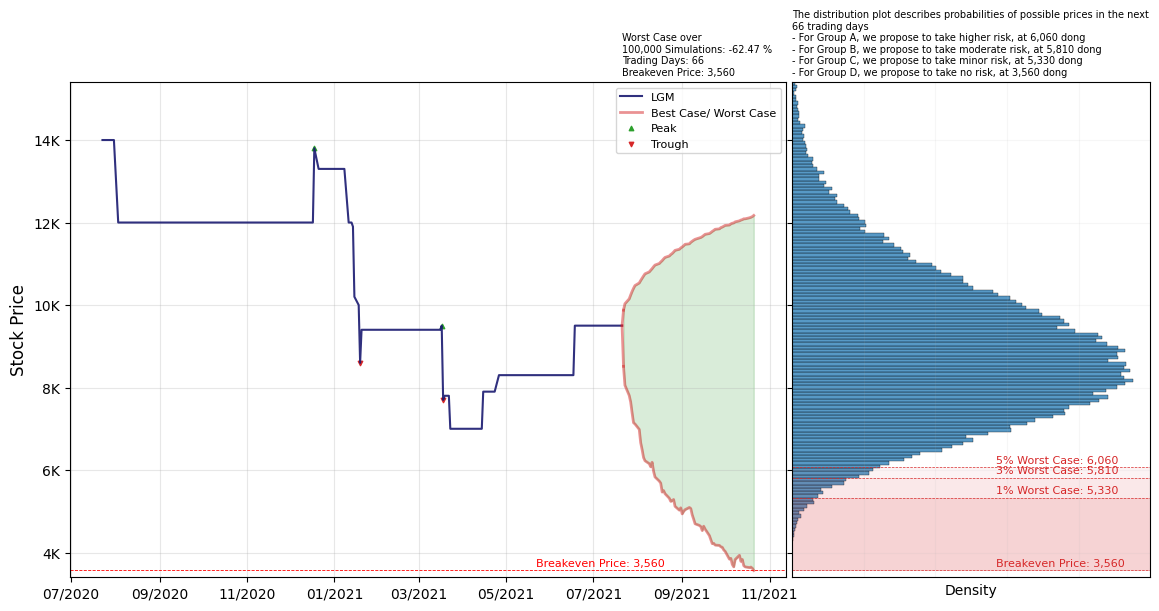 The distribution plot describes probabilities of possible prices in the next
66 trading days
- For Group A, we propose to take higher risk, at 6,060 dong
- For Group B, we propose to take moderate risk, at 5,810 dong
- For Group C, we propose to take minor risk, at 5,330 dong
- For Group D, we propose to take no risk, at 3,560 dong
Worst Case over
100,000 Simulations: -62.47 %
Trading Days: 66
Breakeven Price: 3,560
LGM
Best Case/ Worst Case
Peak
Trough
14K
12K
10K
8K
6K
4K
Stock Price
Breakeven Price: 3,560
07/2020
09/2020
11/2020
01/2021
03/2021
05/2021
07/2021
09/2021
11/2021
5% Worst Case: 6,060
3% Worst Case: 5,810
1% Worst Case: 5,330
Breakeven Price: 3,560
Density